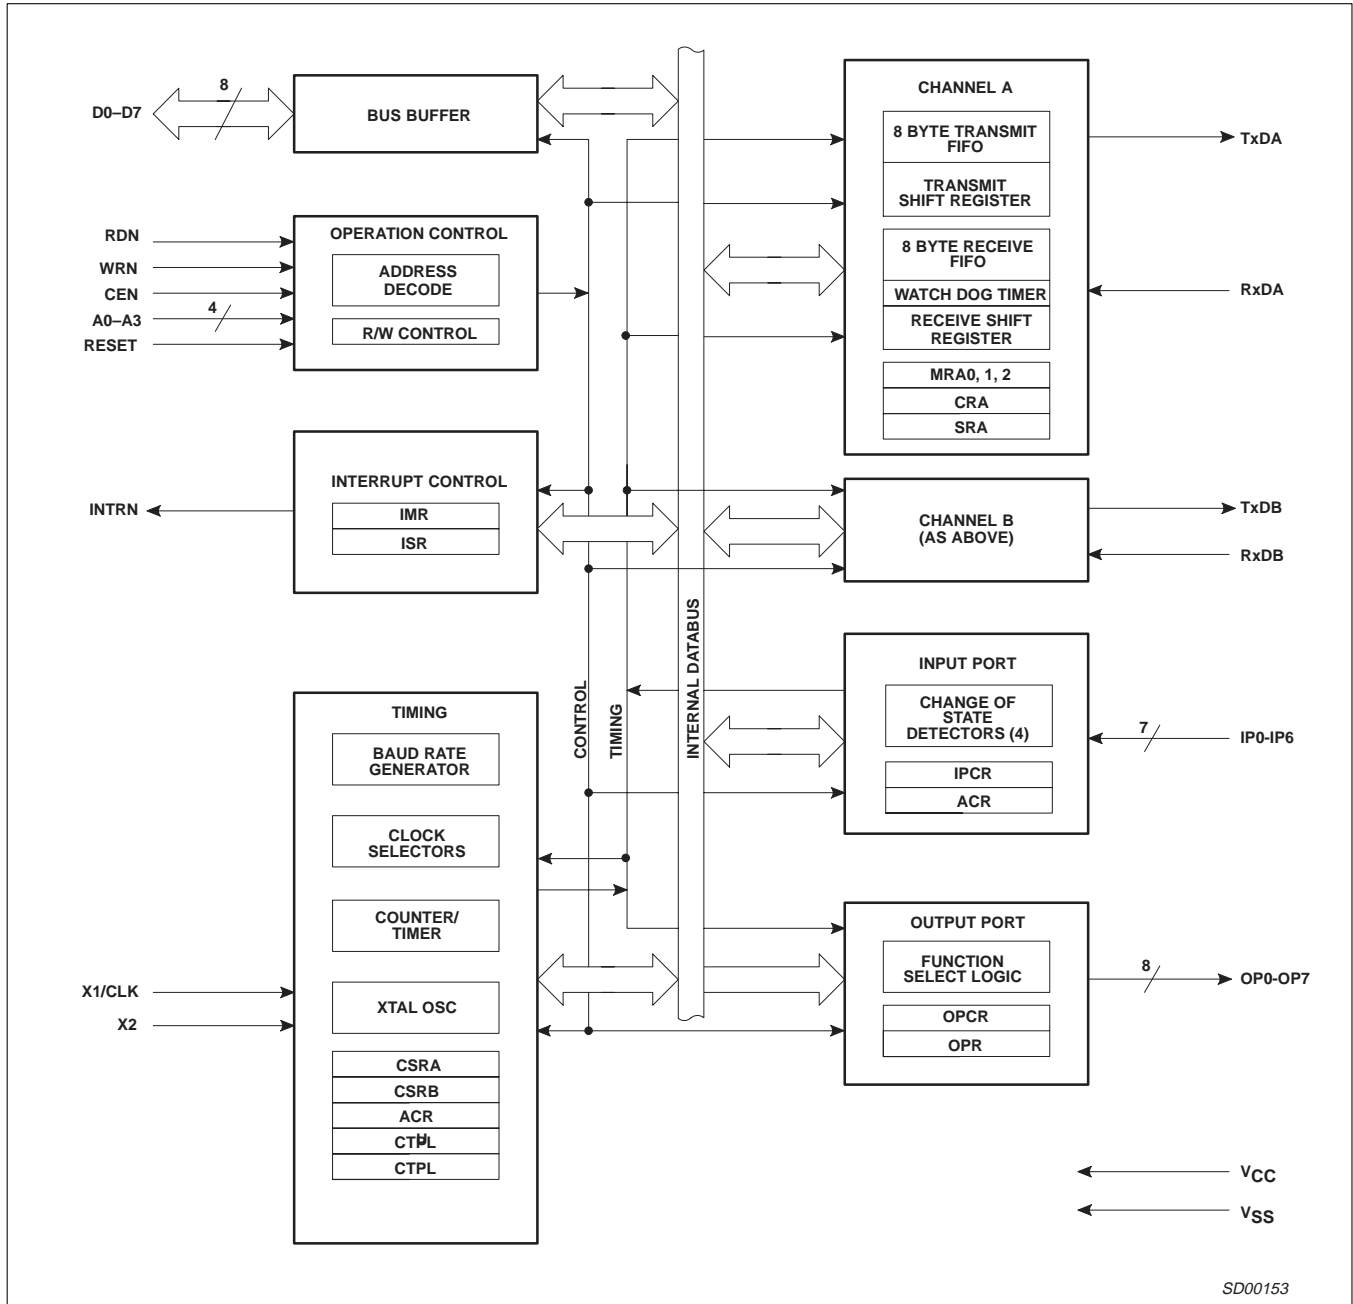 8
D0–D7
BUS BUFFER
RDN
WRN
CEN
A0–A3
4
RESET
OPERATION CONTROL
ADDRESS
DECODE
R/W CONTROL
INTRN
INTERRUPT CONTROL
IMR
ISR
TIMING
BAUD RATE
GENERATOR
CLOCK
SELECTORS
COUNTER/
TIMER
X1/CLK
X2
XTAL OSC
CSRA
CSRB
ACR
CTPL
CTPL
CONTROL
TIMING
INTERNAL DATABUS
CHANNEL A
8 BYTE TRANSMIT
FIFO
TRANSMIT
SHIFT REGISTER
8 BYTE RECEIVE
FIFO
WATCH DOG TIMER
RECEIVE SHIFT
REGISTER
MRA0, 1, 2
CRA
SRA
TxDA
RxDA
CHANNEL B
(AS ABOVE)
TxDB
RxDB
INPUT PORT
CHANGE OF
STATE
DETECTORS (4)
IPCR
ACR
7
IP0-IP6
OUTPUT PORT
FUNCTION
SELECT LOGIC
OPCR
OPR
8
OP0-OP7
VCC
VSS
SD00153